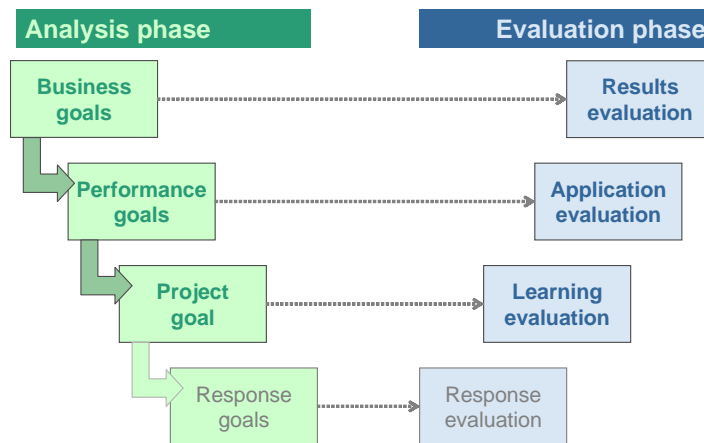 Analysis phase
Evaluation phase
Business
goals
Results
evaluation
Performance
goals
Application
evaluation
Project
goal
Learning
evaluation
Response
goals
Response
evaluation